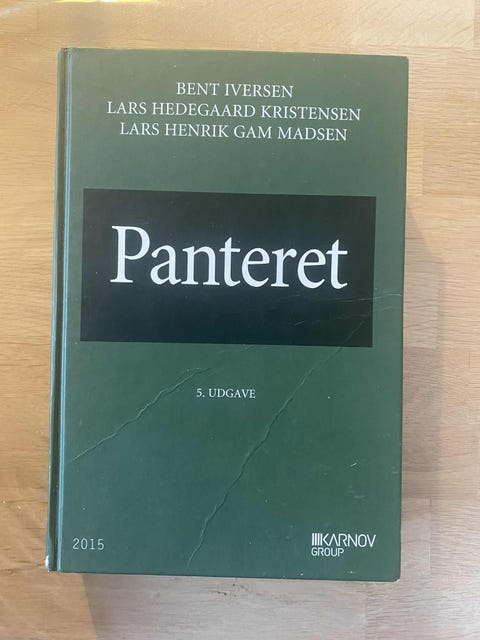 BENT IVERSEN
LARS HEDEGAARD KRISTENSEN
LARS HENRIK GAM MADSEN
Panteret
5. UDGAVE
2015
KARNOV
GROUP